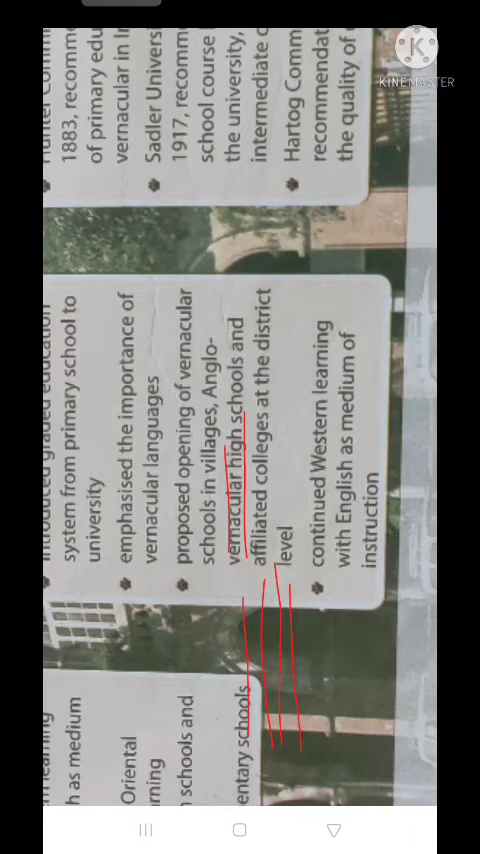 h as medium
Oriental
rning
schools and
entary schools
introduced graded education
system from primary school to
university
emphasised the importance of
vernacular languages
proposed opening of vernacular
schools in villages, Anglo-
vernacular high schools and
affiliated colleges at the district
level
continued Western learning
with English as medium of
instruction
1883, recomme
of primary edu
vernacular in I
Sadler Univers
1917, recomm
school course
the university,
intermediate c
Hartog Comm
recommendat
the quality of
K
KINEMASTER